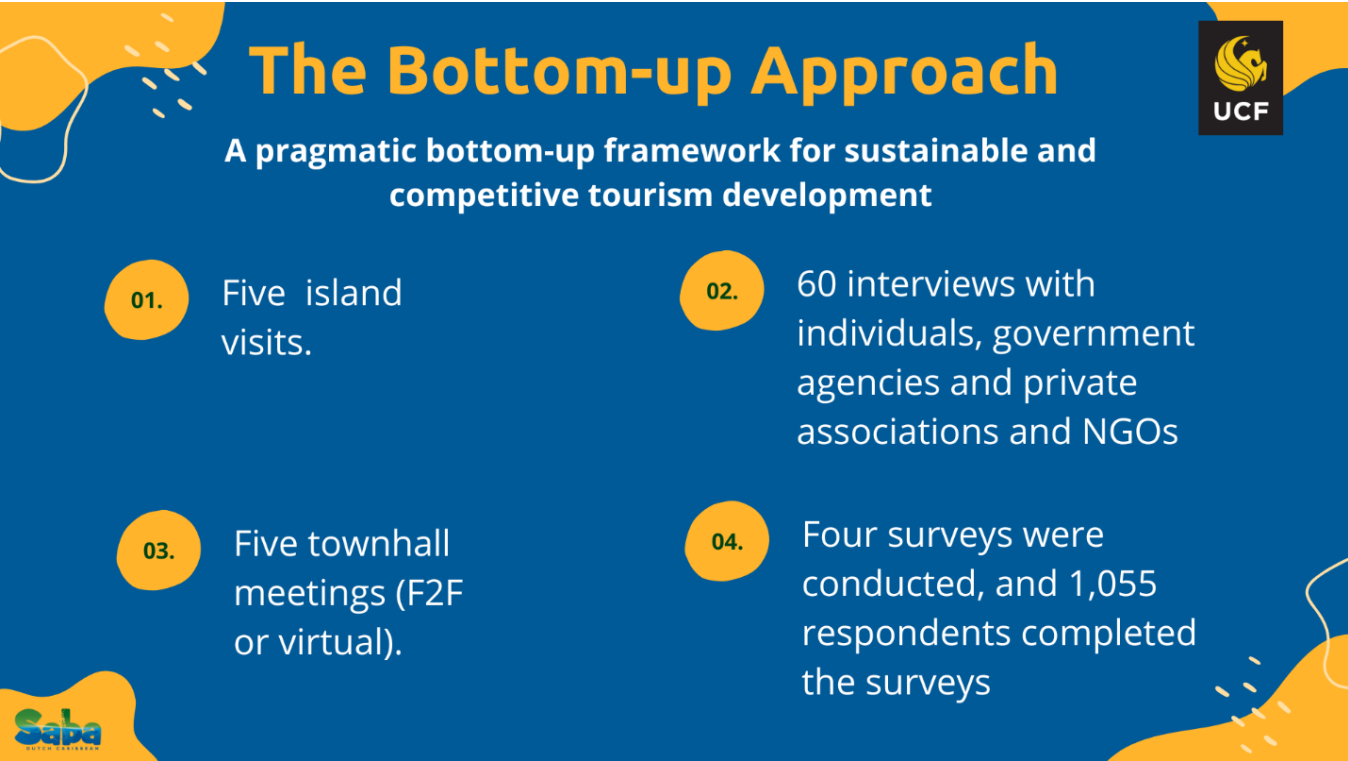 The Bottom-up Approach
UCF
A pragmatic bottom-up framework for sustainable and
competitive tourism development
01.
Five  island
visits.
02.
60 interviews with
individuals, government
agencies and private
associations and NGOs
03.
Five townhall
meetings (F2F
or virtual).
04.
Four surveys were
conducted, and 1,055
respondents completed
the surveys
Saba
DUTCH CARIBBEAN